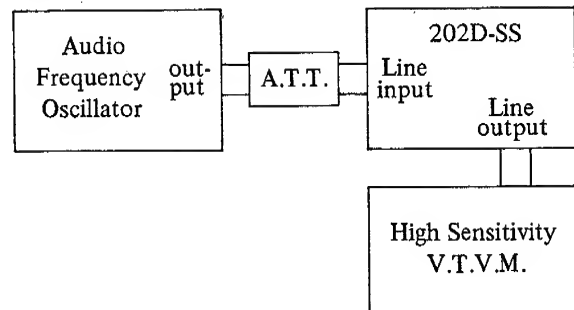 Audio
Frequency
Oscillator
out-
put
A.T.T.
202D-SS
Line
input
Line
output
High Sensitivity
V.T.V.M.